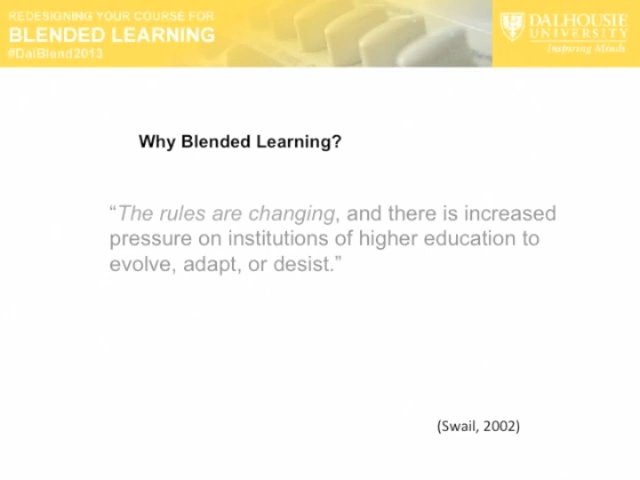 REDESIGNING YOUR COURSE FOR
BLENDED LEARNING
#DalBlend2013
DALHOUSIE
UNIVERSITY
Inspiring Minds
Why Blended Learning?
“The rules are changing, and there is increased
pressure on institutions of higher education to
evolve, adapt, or desist.”
(Swail, 2002)